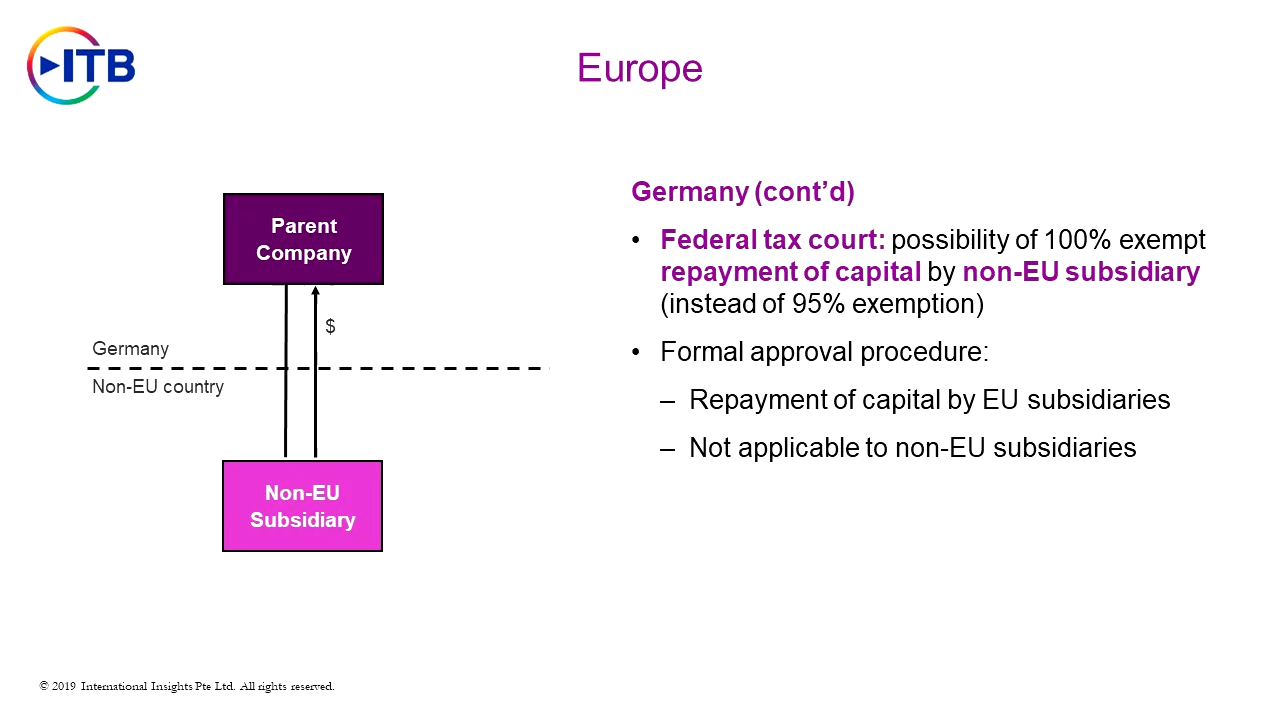 ITB
Europe
Parent
Company
$
Germany
Non-EU country
Non-EU
Subsidiary
Germany (cont’d)
• Federal tax court: possibility of 100% exempt
repayment of capital by non-EU subsidiary
(instead of 95% exemption)
• Formal approval procedure:
– Repayment of capital by EU subsidiaries
– Not applicable to non-EU subsidiaries
© 2019 International Insights Pte Ltd. All rights reserved.